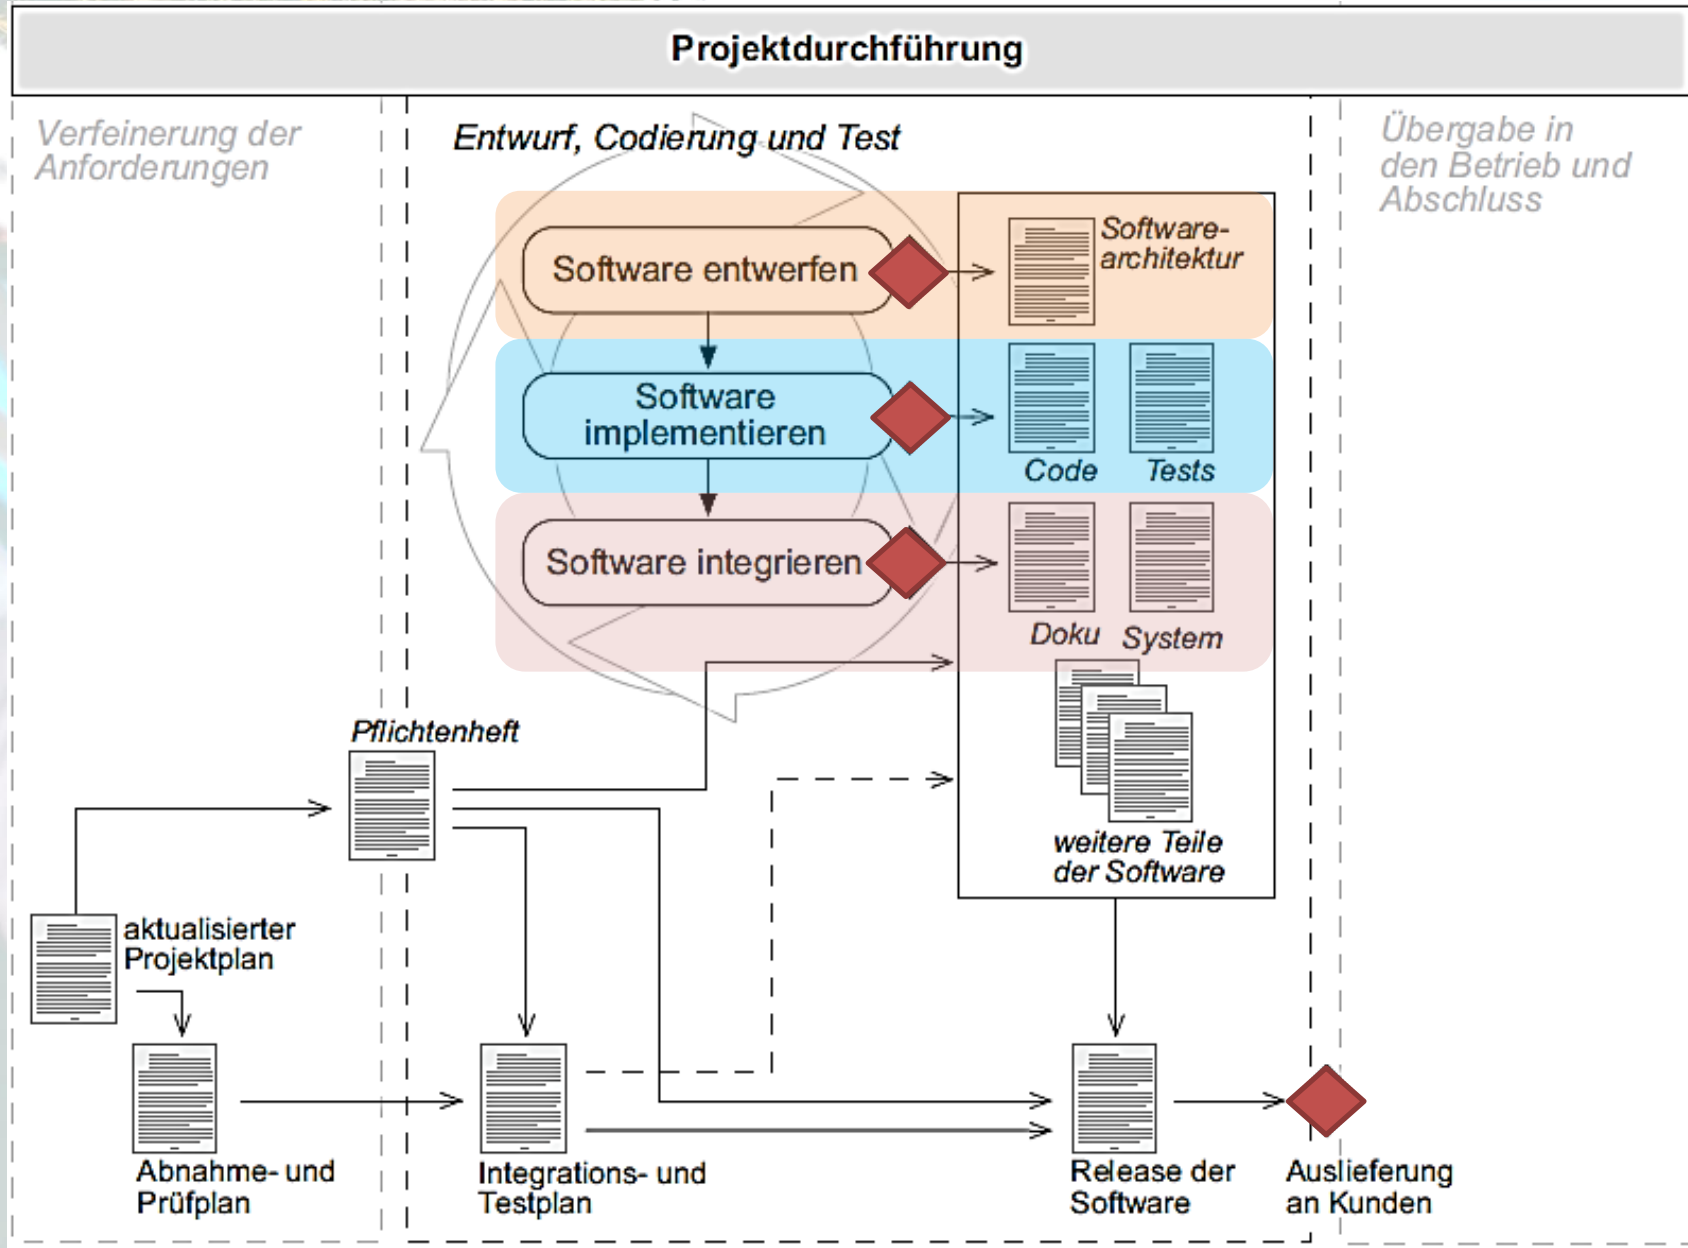 Projektdurchführung
Verfeinerung der
Anforderungen
Entwurf, Codierung und Test
Übergabe in
den Betrieb und
Abschluss
Software entwerfen
Software-
architektur
Software
implementieren
Code
Tests
Software integrieren
Doku
System
Pflichtenheft
weitere Teile
der Software
aktualisierter
Projektplan
Abnahme- und
Prüfplan
Integrations- und
Testplan
Release der
Software
Auslieferung
an Kunden